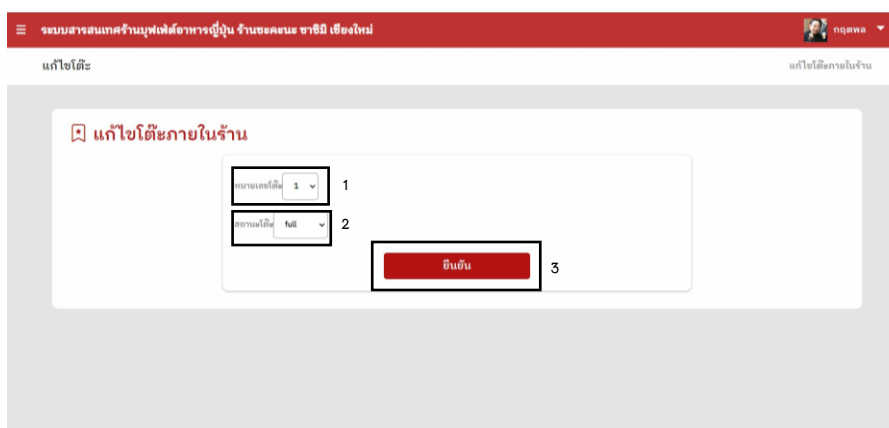 ระบบสารสนเทศร้านบุฟเฟ่ต์อาหารญี่ปุ่น ร้านซะคะนะ ซาชิมิ เชียงใหม่
กฤตพล
แก้ไขโต๊ะ
แก้ไขโต๊ะภายในร้าน
แก้ไขโต๊ะภายในร้าน
หมายเลขโต๊ะ 1 1
สถานะโต๊ะ full 2
ยืนยัน 3